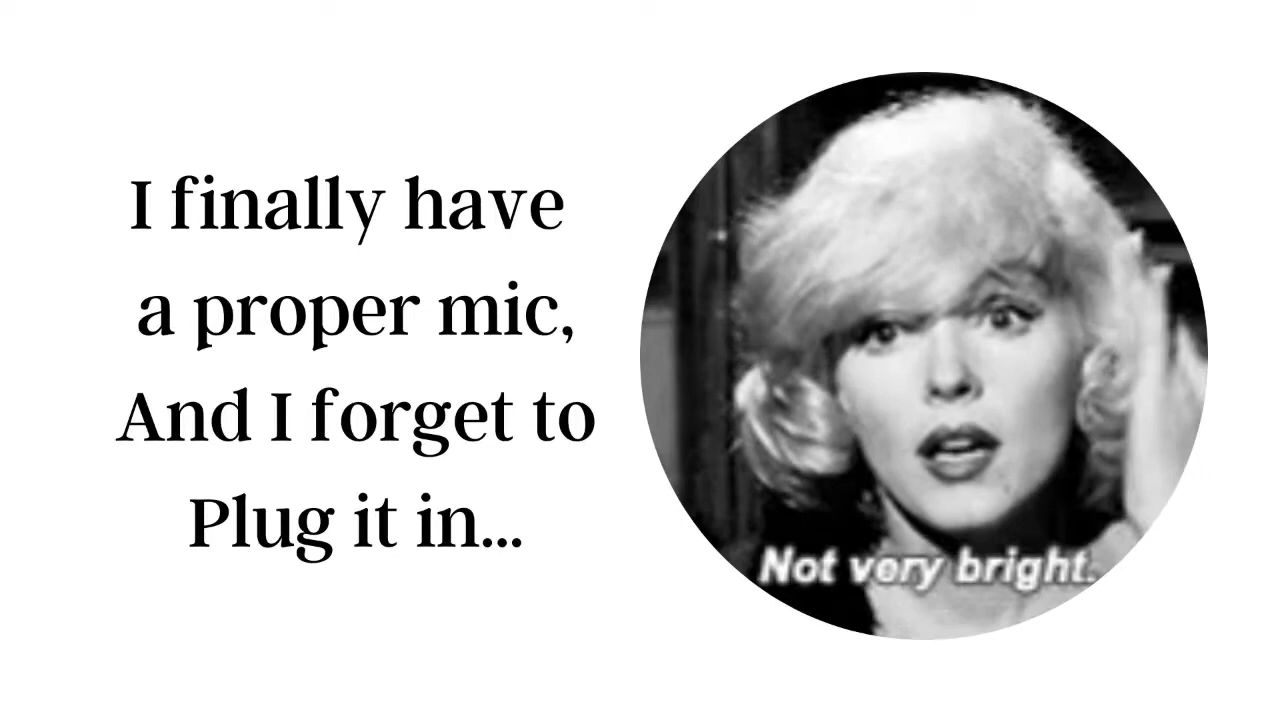 I finally have
a proper mic,
And I forget to
Plug it in...
Not very bright.